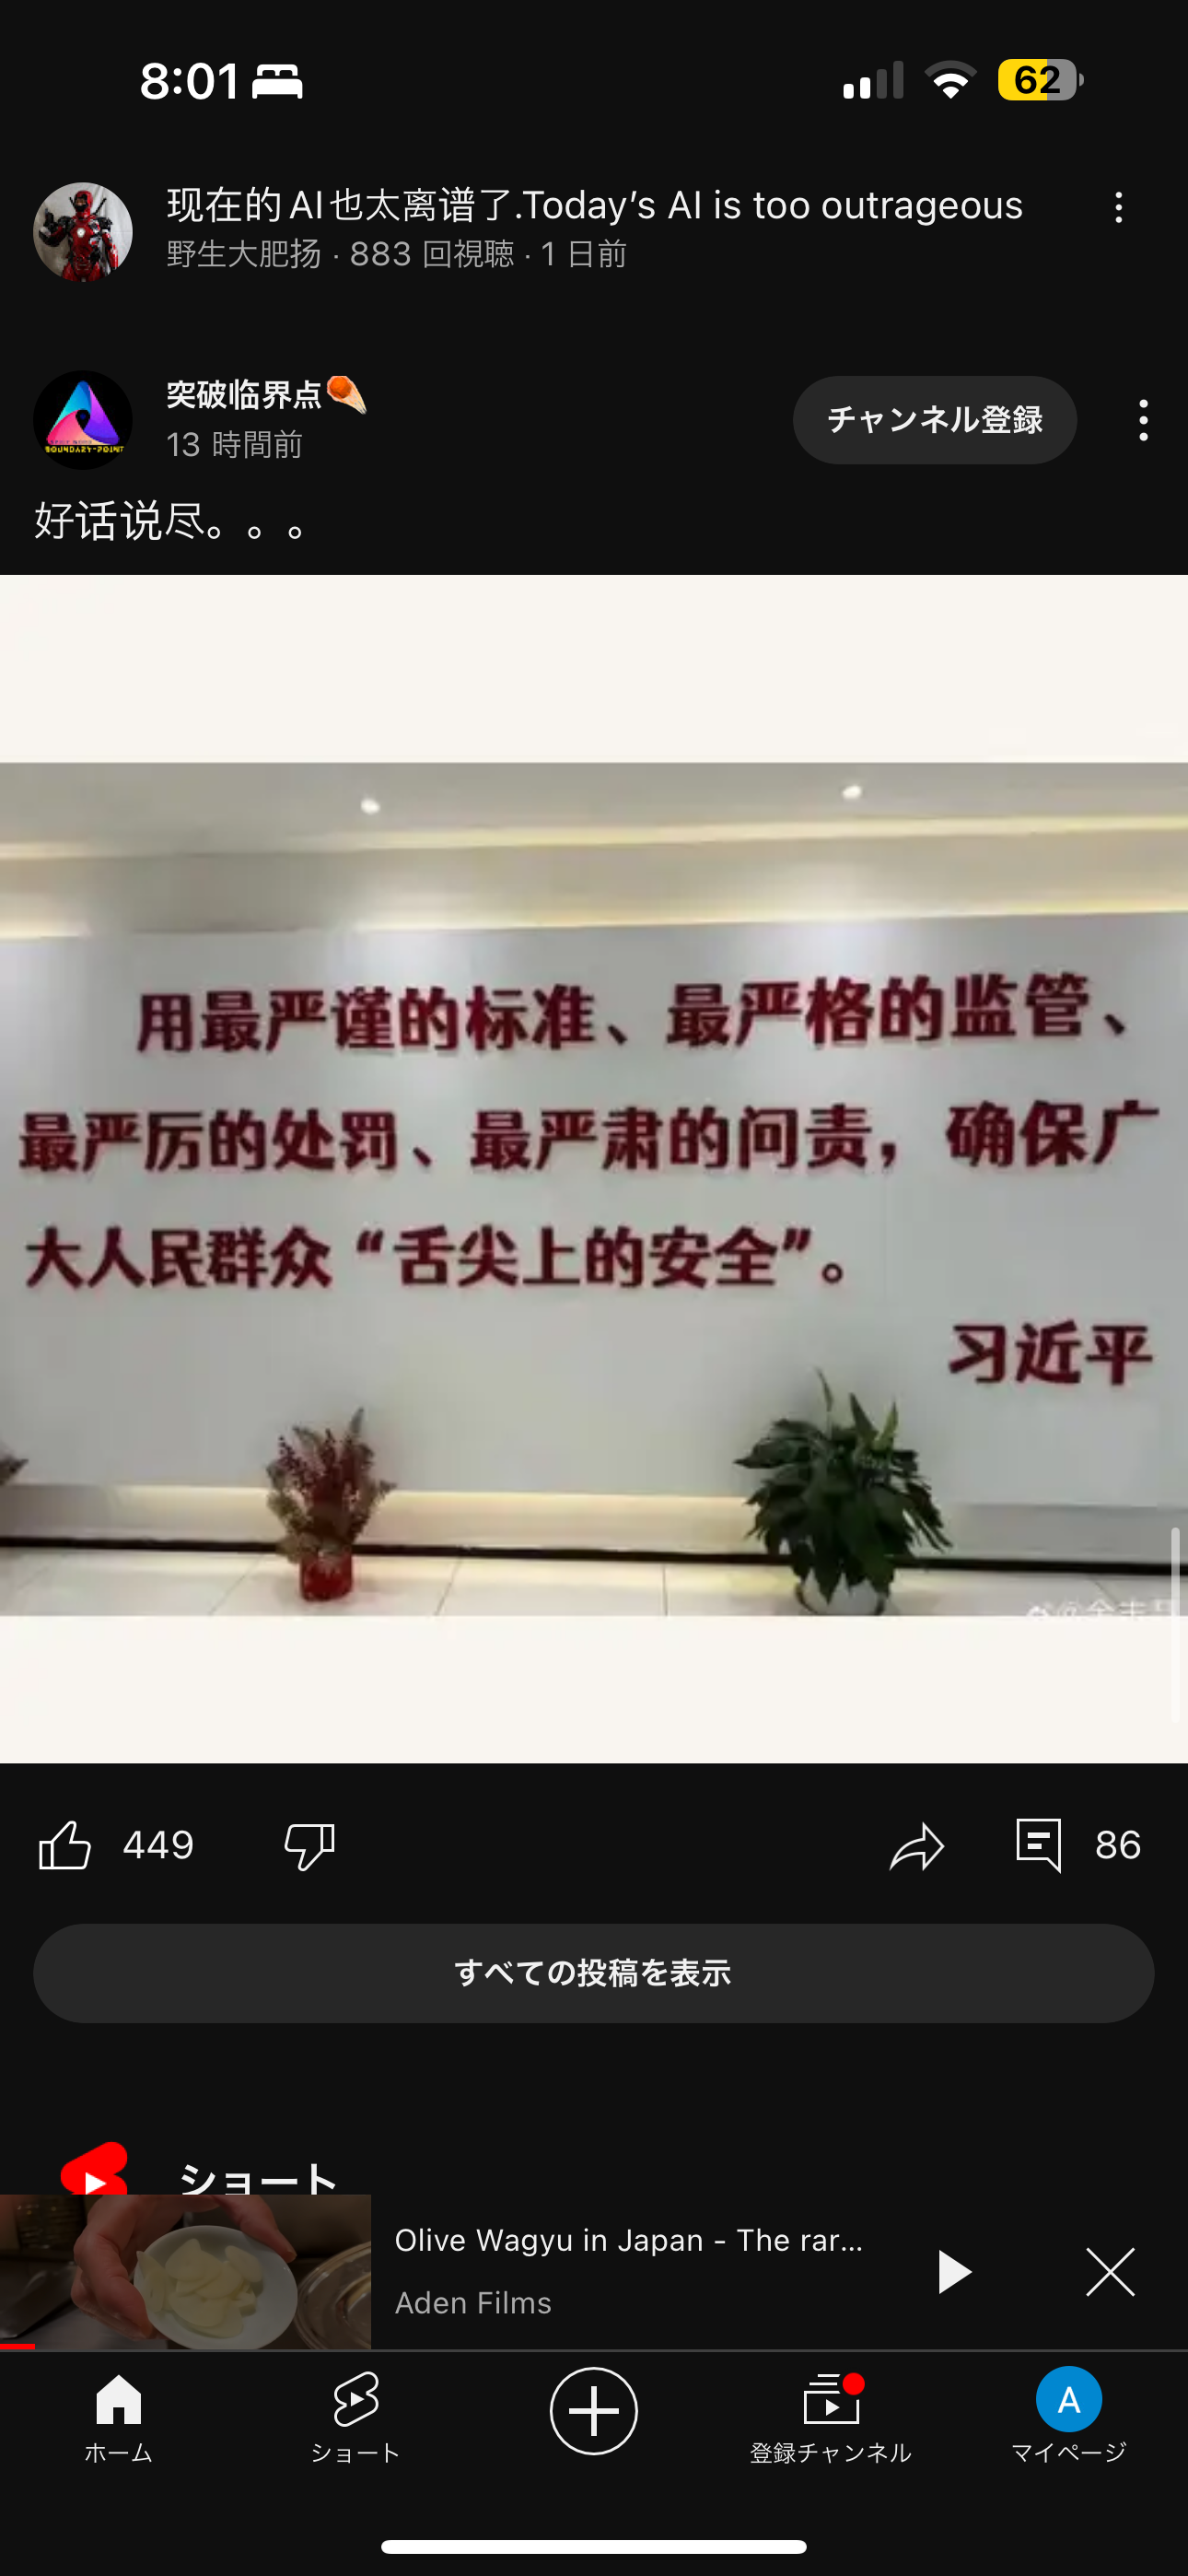 8:01
62
现在的AI也太离谱了.Today’s AI is too outrageous
野生大肥扬 · 883 回視聴 · 1 日前
突破临界点
13 時間前
チャンネル登録
BOUNDARY-POINT
好话说尽。。。
用最严谨的标准、最严格的监管、
最严厉的处罚、最严肃的问责，确保广
大人民群众“舌尖上的安全”。
习近平
449
86
すべての投稿を表示
ショート
Olive Wagyu in Japan - The rar...
Aden Films
ホーム
ショート
登録チャンネル
A
マイページ